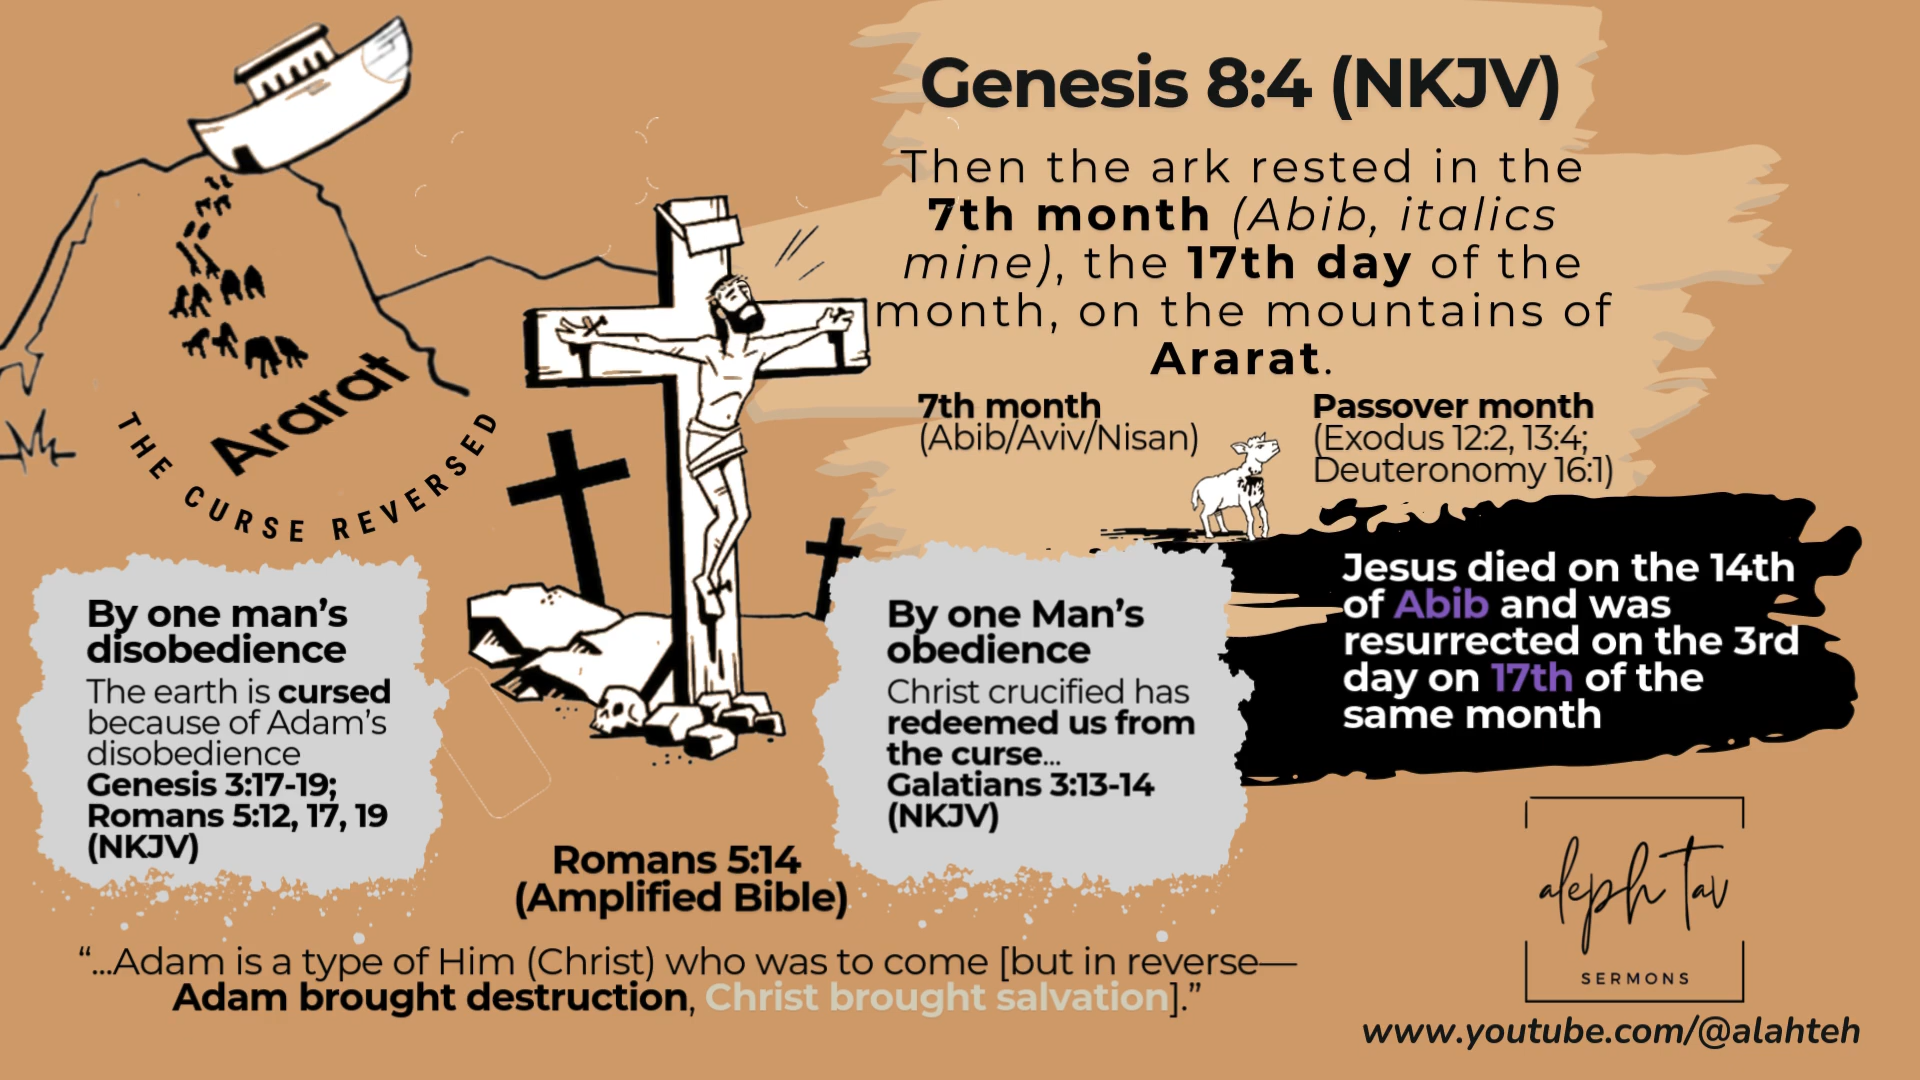 Genesis 8:4 (NKJV)
Then the ark rested in the
7th month (Abib, italics
mine), the 17th day of the
month, on the mountains of
Ararat.
7th month
(Abib/Aviv/Nisan)
Passover month
(Exodus 12:2, 13:4;
Deuteronomy 16:1)
Ararat
THE CURSE REVERSED
By one man’s
disobedience
The earth is cursed
because of Adam’s
disobedience
Genesis 3:17-19;
Romans 5:12, 17, 19
(NKJV)
By one Man’s
obedience
Christ crucified has
redeemed us from
the curse...
Galatians 3:13-14
(NKJV)
Jesus died on the 14th
of Abib and was
resurrected on the 3rd
day on 17th of the
same month
Romans 5:14
(Amplified Bible)
“...Adam is a type of Him (Christ) who was to come [but in reverse—
Adam brought destruction, Christ brought salvation].”
aleph tav
SERMONS
www.youtube.com/@alahteh